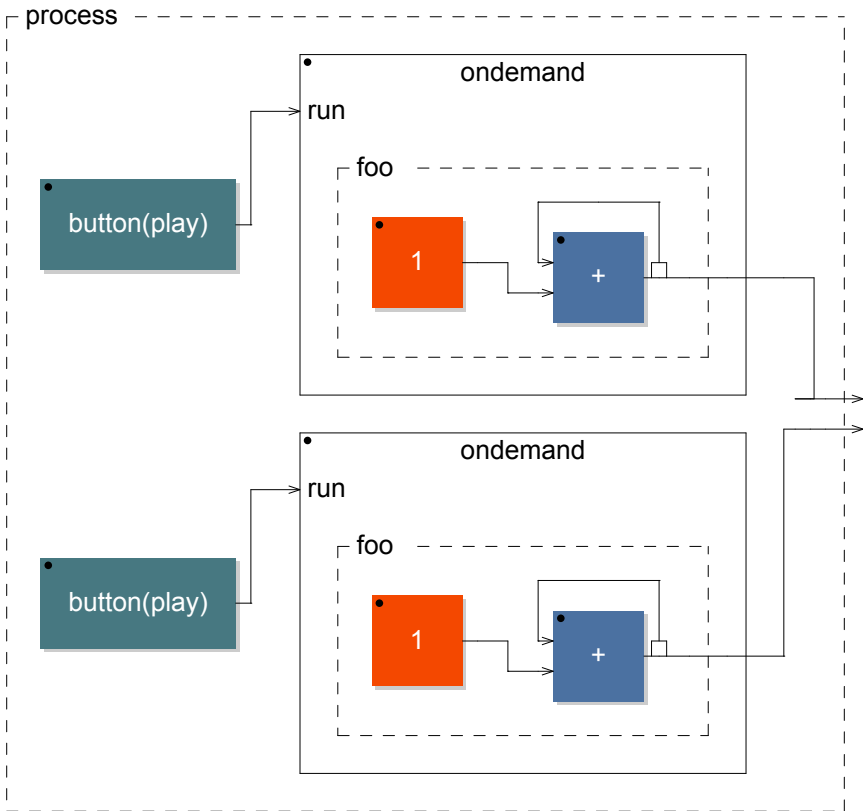 process
ondemand
run
foo
button(play)
1
+
ondemand
run
foo
button(play)
1
+